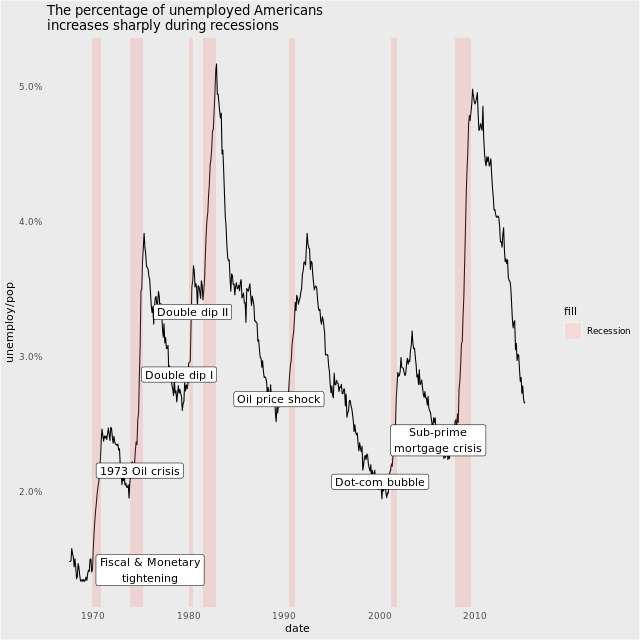 The percentage of unemployed Americans
increases sharply during recessions
unemploy/pop
5.0%
4.0%
3.0%
2.0%
Double dip II
Double dip I
Oil price shock
Sub-prime
mortgage crisis
1973 Oil crisis
Dot-com bubble
Fiscal & Monetary
tightening
fill
Recession
1970
1980
1990
2000
2010
date